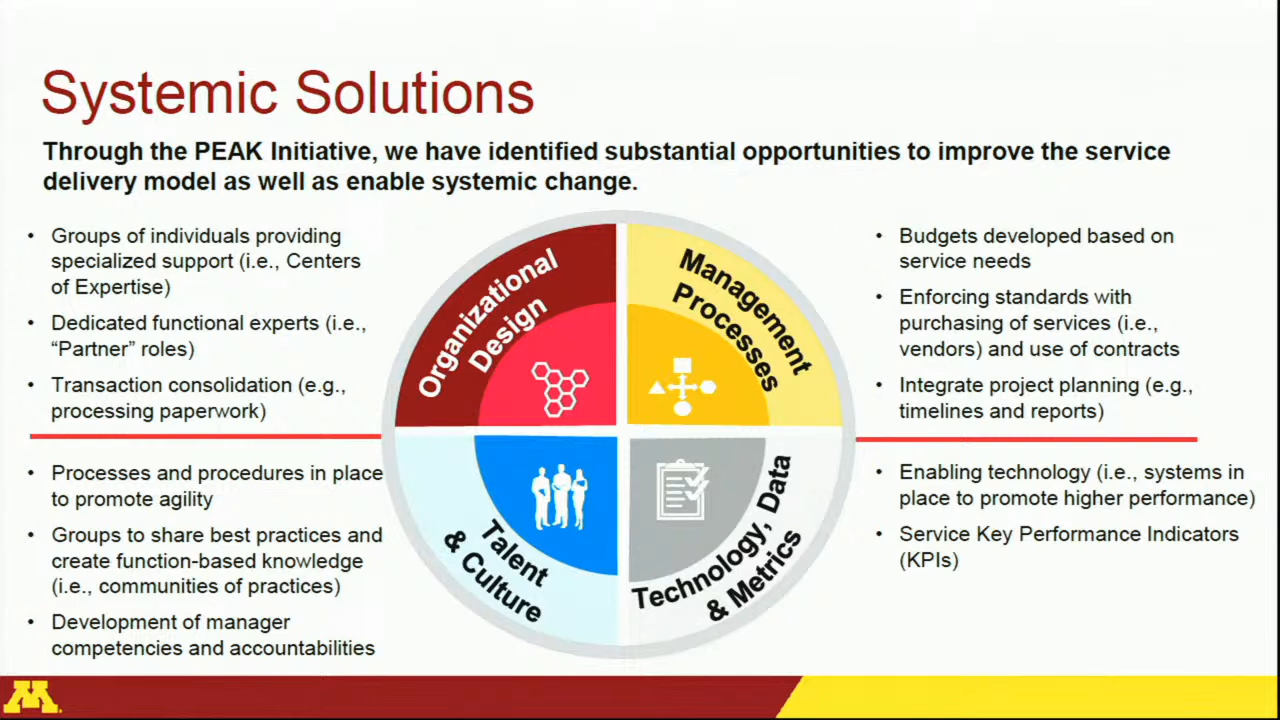 Systemic Solutions
Through the PEAK Initiative, we have identified substantial opportunities to improve the service
delivery model as well as enable systemic change.
• Groups of individuals providing
specialized support (i.e., Centers
of Expertise)
• Dedicated functional experts (i.e.,
“Partner” roles)
• Transaction consolidation (e.g.,
processing paperwork)
• Processes and procedures in place
to promote agility
• Groups to share best practices and
create function-based knowledge
(i.e., communities of practices)
• Development of manager
competencies and accountabilities
Organizational
Design
Management
Processes
Talent
& Culture
Technology, Data
& Metrics
• Budgets developed based on
service needs
• Enforcing standards with
purchasing of services (i.e.,
vendors) and use of contracts
• Integrate project planning (e.g.,
timelines and reports)
• Enabling technology (i.e., systems in
place to promote higher performance)
• Service Key Performance Indicators
(KPIs)
M